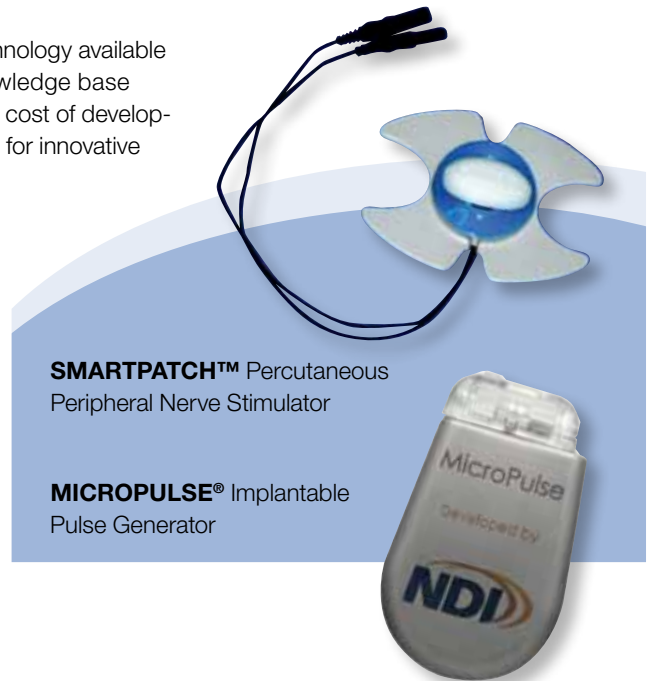 hnology available
wledge base
cost of develop-
for innovative
SMARTPATCH™ Percutaneous
Peripheral Nerve Stimulator
MICROPULSE® Implantable
Pulse Generator
MicroPulse
Developed by
NDI